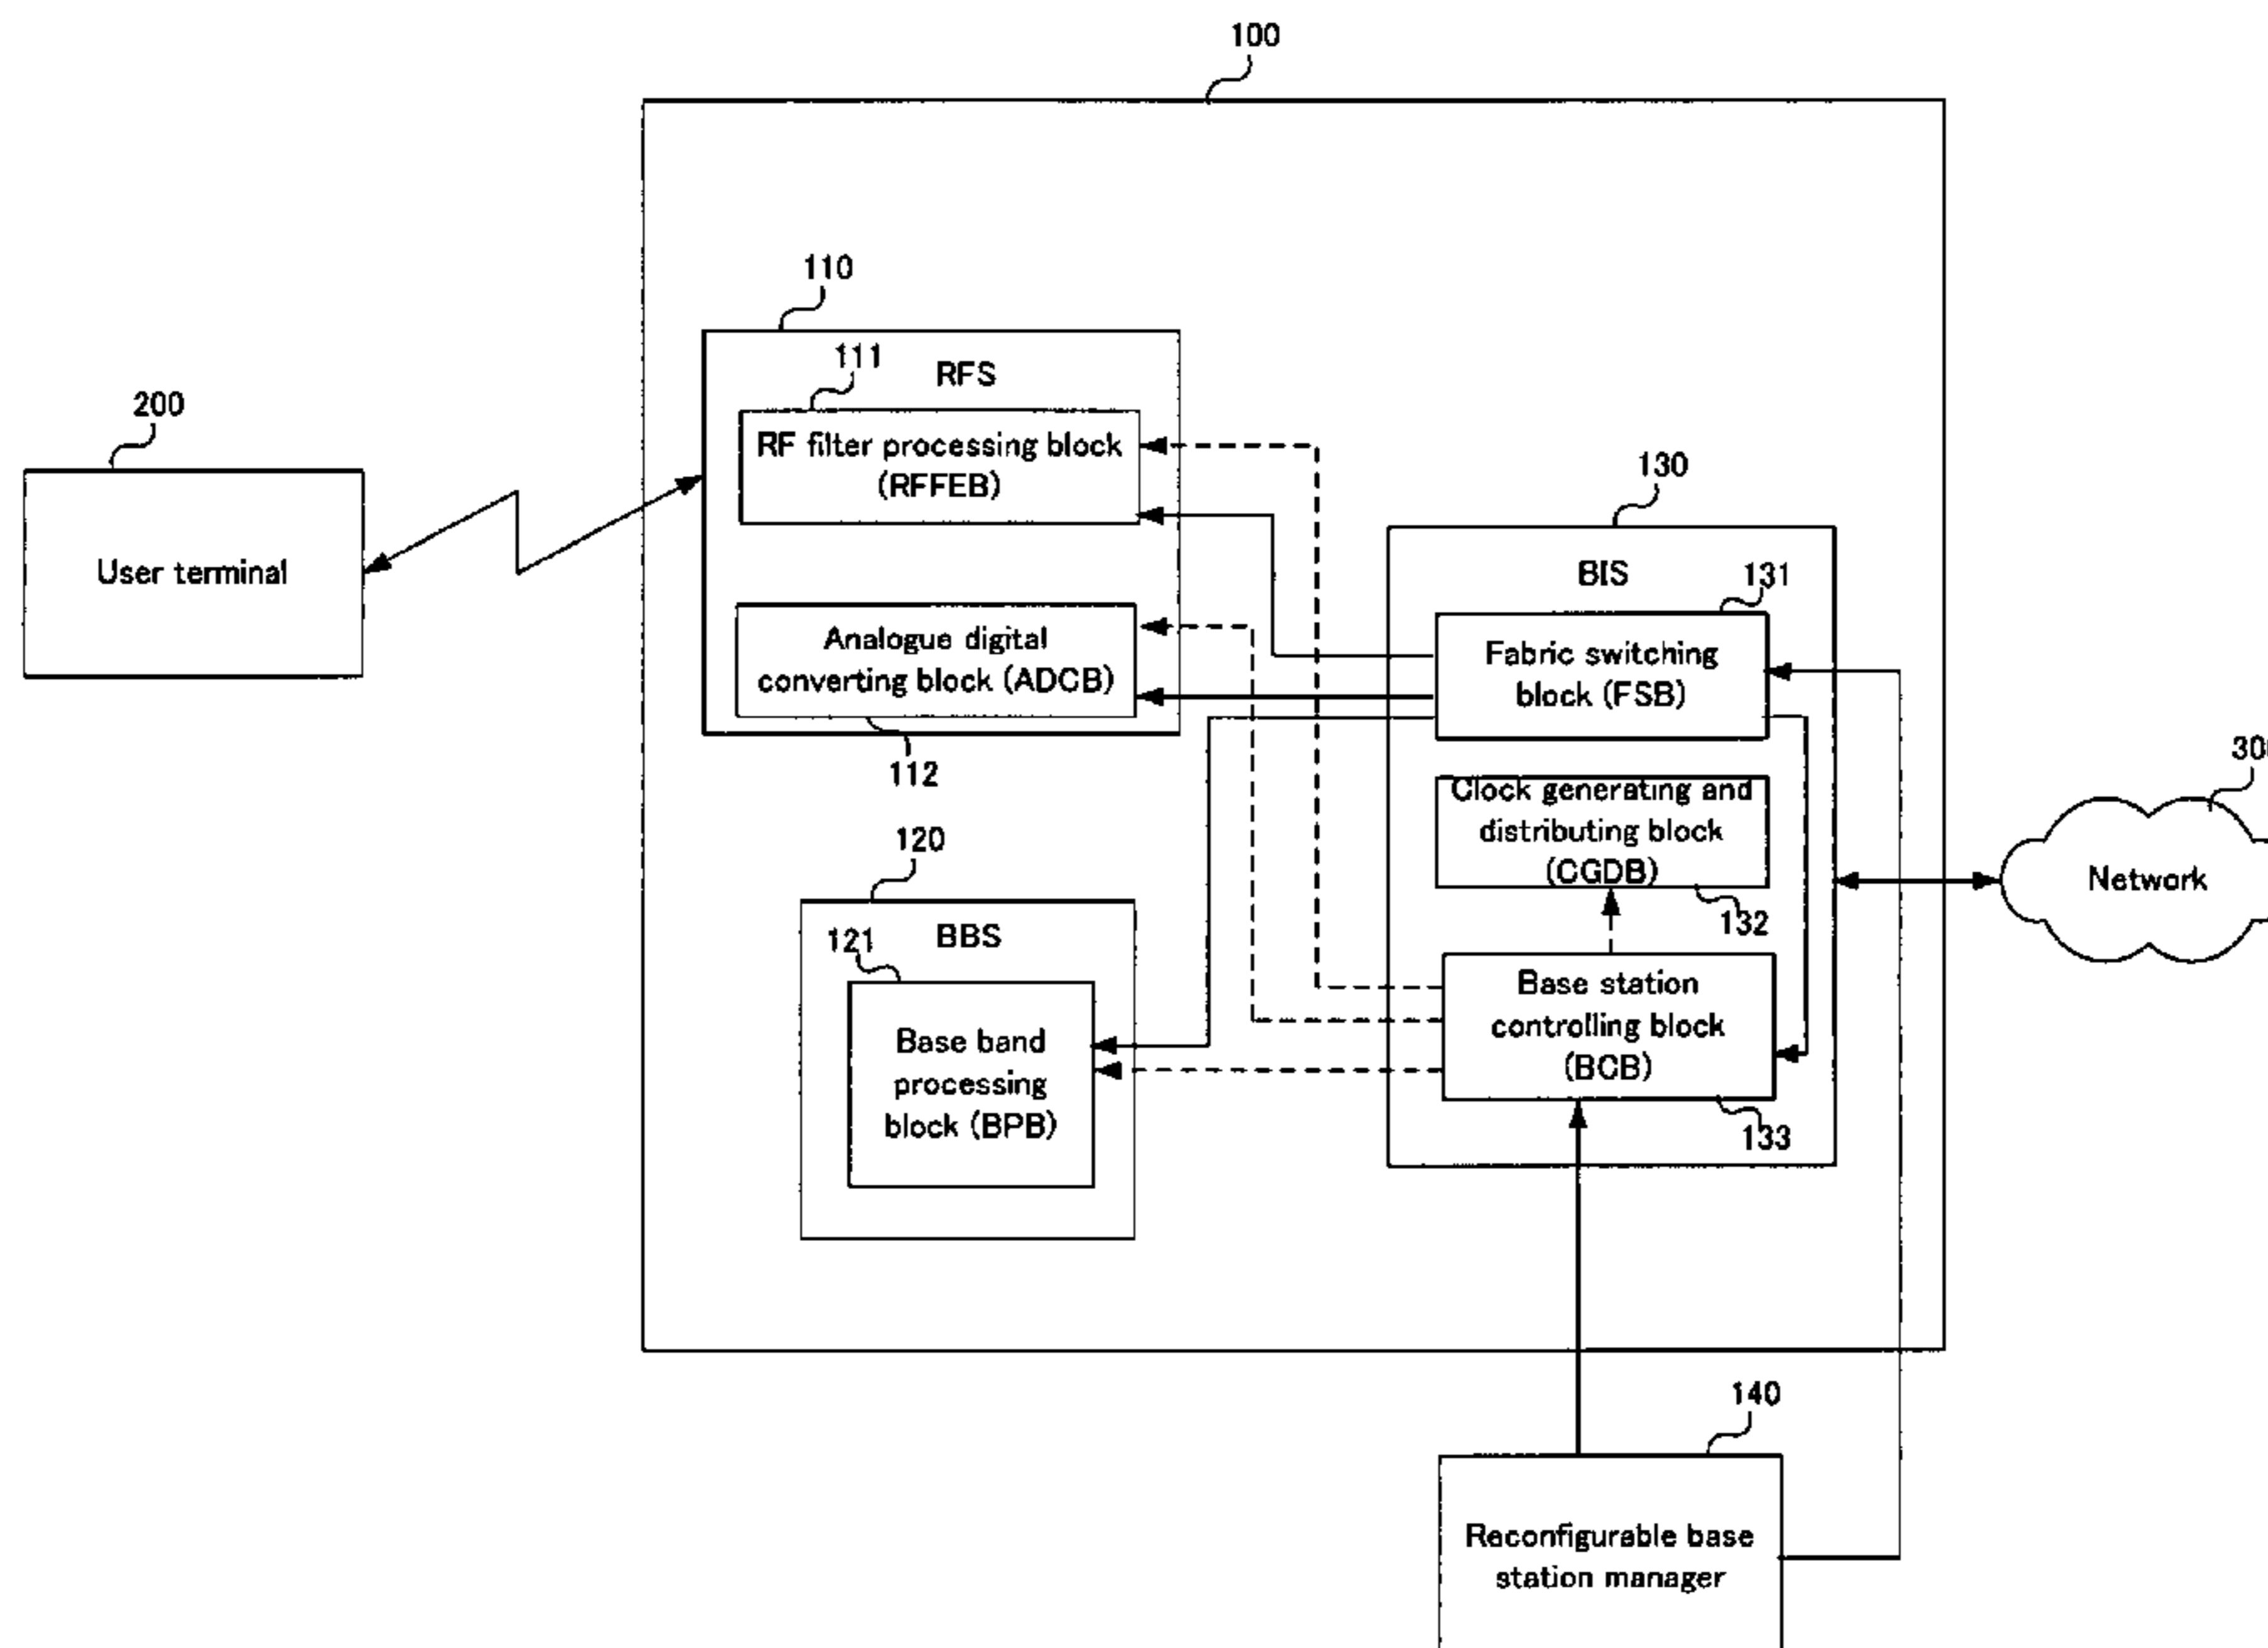 100
110
111
RFS
RF filter processing block
(RFFEB)
200
User terminal
Analogue digital
converting block (ADCB)
112
130
BIS
131
Fabric switching
block (FSB)
Clock generating and
distributing block
(CGDB)
132
Base station
controlling block
(BCB)
133
120
BBS
121
Base band
processing
block (BPB)
Network
140
Reconfigurable base
station manager